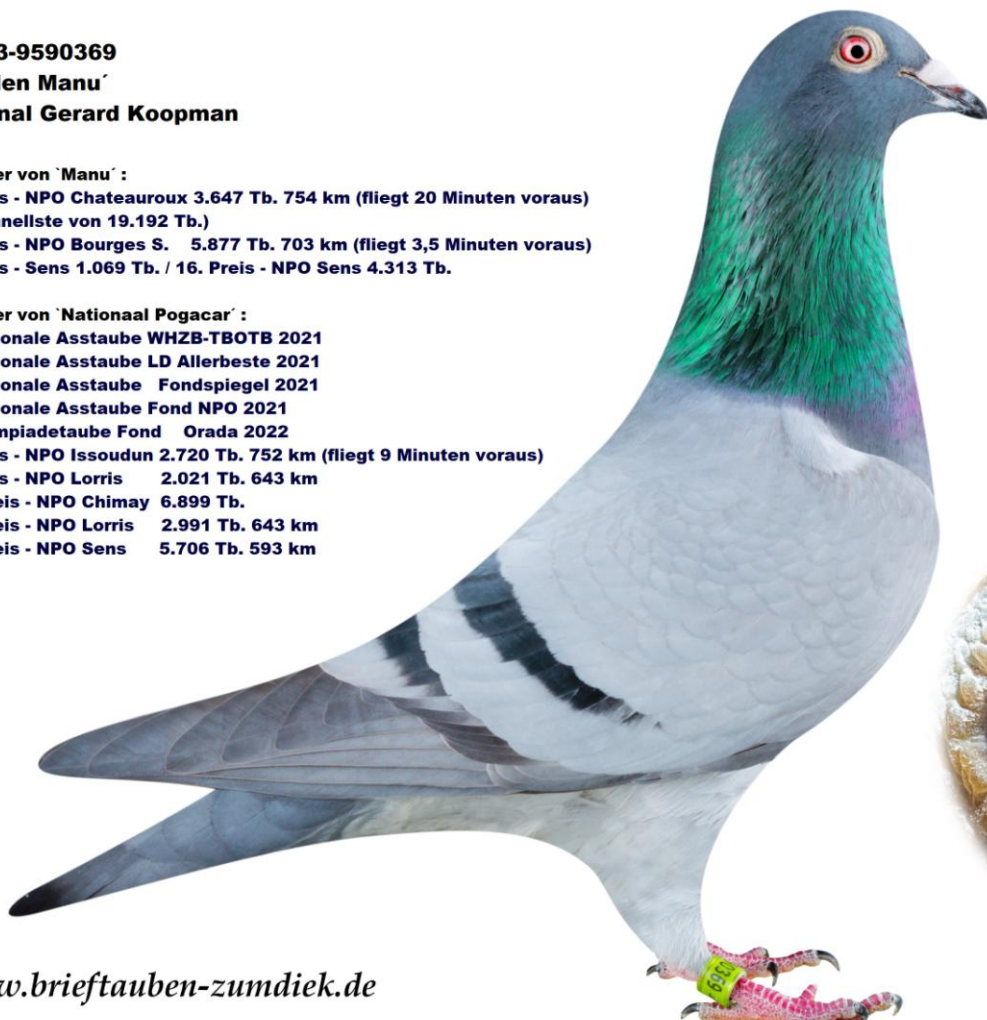 3-9590369
len Manu´
nal Gerard Koopman
er von `Manu´ :
s - NPO Chateauroux 3.647 Tb. 754 km (fliegt 20 Minuten voraus)
nellste von 19.192 Tb.)
s - NPO Bourges S. 5.877 Tb. 703 km (fliegt 3,5 Minuten voraus)
s - Sens 1.069 Tb. / 16. Preis - NPO Sens 4.313 Tb.
er von `Nationaal Pogacar´ :
onale Asstaube WHZB-TBOTB 2021
onale Asstaube LD Allerbeste 2021
onale Asstaube Fondspiegel 2021
onale Asstaube Fond NPO 2021
mpiadetaube Fond Orada 2022
s - NPO Issoudun 2.720 Tb. 752 km (fliegt 9 Minuten voraus)
s - NPO Lorris 2.021 Tb. 643 km
eis - NPO Chimay 6.899 Tb.
eis - NPO Lorris 2.991 Tb. 643 km
eis - NPO Sens 5.706 Tb. 593 km
0369
w.brieftauben-zumdiek.de